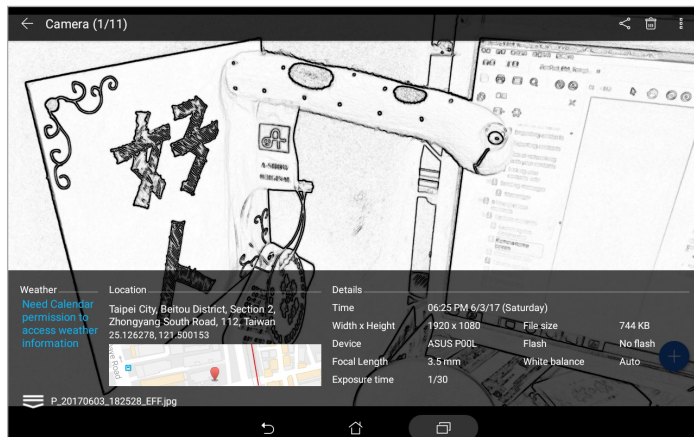 Camera (1/11)
好
A-SHOW
Weather
Need Calendar
permission to
access weather
information
Location
Taipei City, Beitou District, Section 2,
Zhongyang South Road, 112, Taiwan
25.126278, 121.500153
Road
Details
Time 06:25 PM 6/3/17 (Saturday)
Width x Height 1920 x 1080 File size 744 KB
Device ASUS P00L Flash No flash
Focal Length 3.5 mm White balance Auto
Exposure time 1/30
P_20170603_182528_EFF.jpg